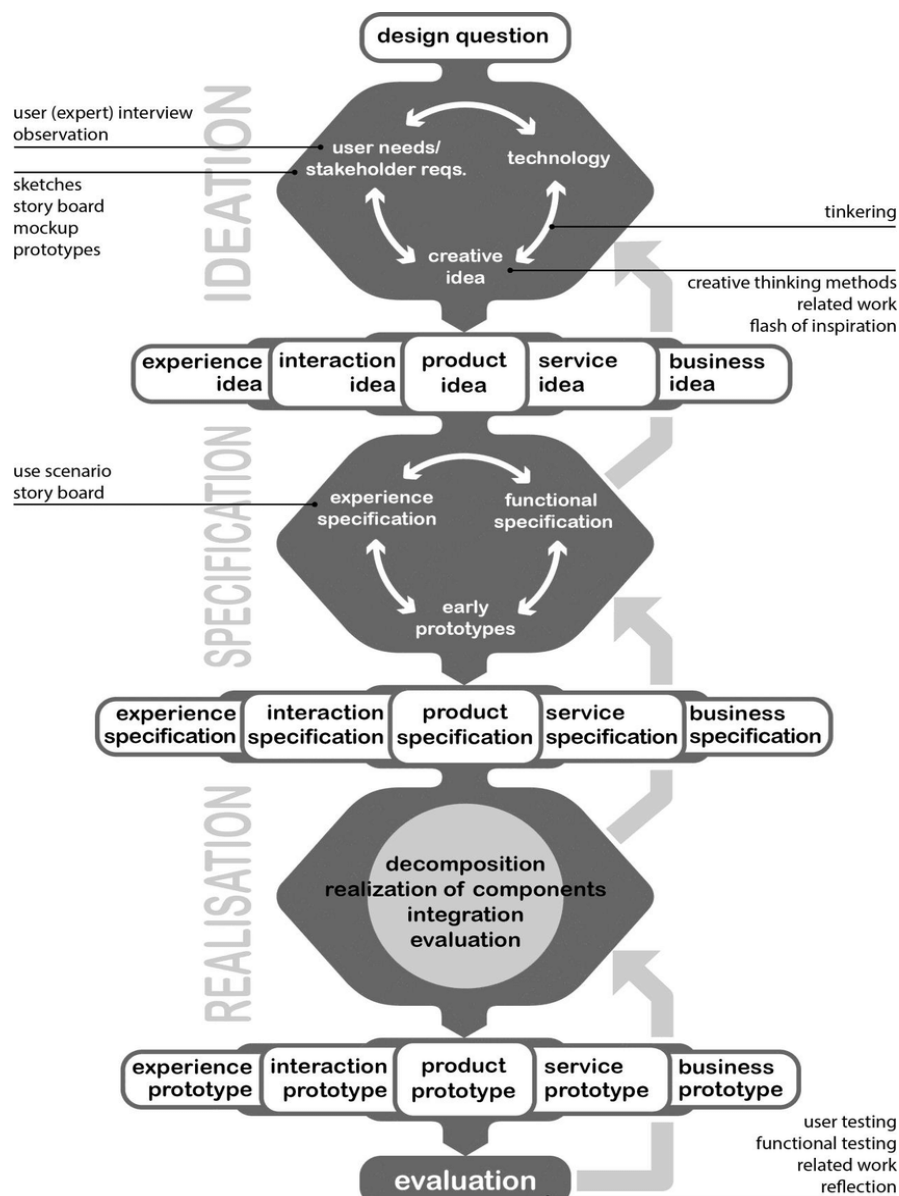 design question
IDEATION
user (expert) interview
observation
sketches
story board
mockup
prototypes
user needs/
stakeholder reqs.
technology
creative
idea
tinkering
creative thinking methods
related work
flash of inspiration
experience
idea
interaction
idea
product
idea
service
idea
business
idea
SPECIFICATION
use scenario
story board
experience
specification
functional
specification
early
prototypes
experience
specification
interaction
specification
product
specification
service
specification
business
specification
REALISATION
decomposition
realization of components
integration
evaluation
experience
prototype
interaction
prototype
product
prototype
service
prototype
business
prototype
evaluation
user testing
functional testing
related work
reflection